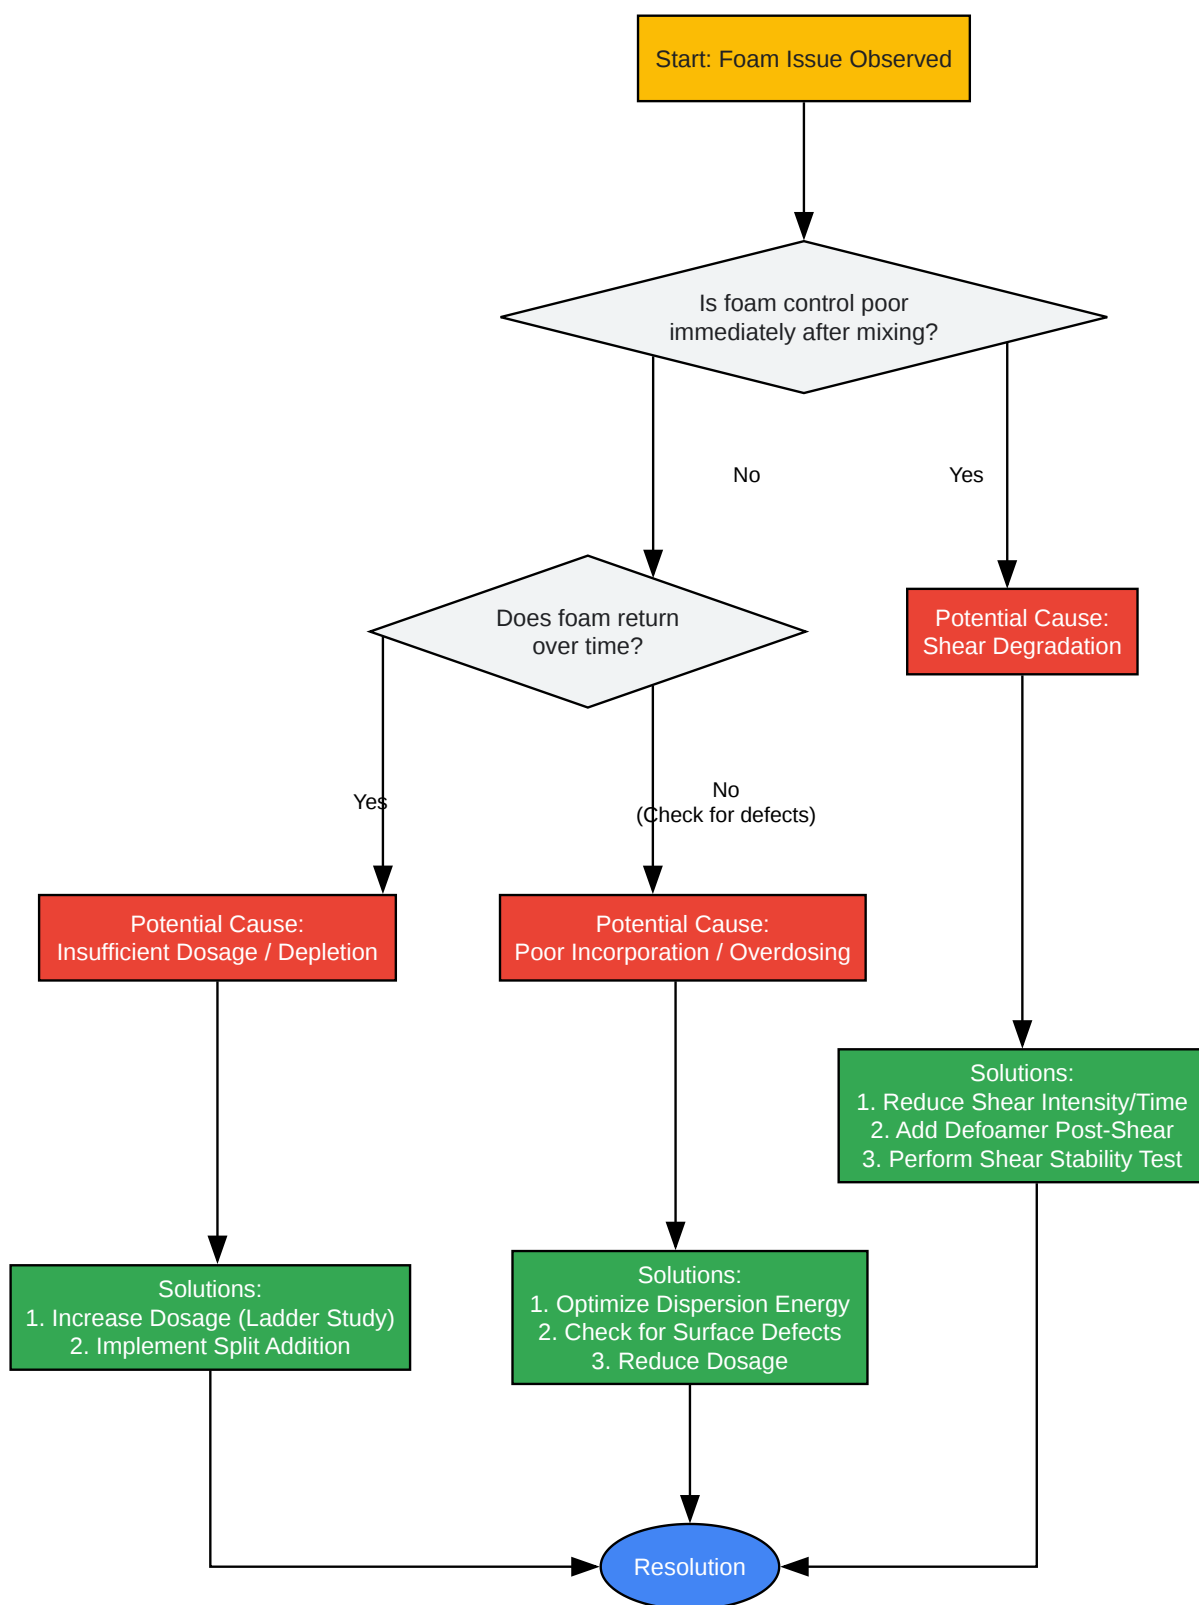 Start: Foam Issue Observed
Is foam control poor
immediately after mixing?
No
Yes
Does foam return
over time?
Potential Cause:
Shear Degradation
Yes
No
(Check for defects)
Potential Cause:
Insufficient Dosage / Depletion
Potential Cause:
Poor Incorporation / Overdosing
Solutions:
1. Reduce Shear Intensity/Time
2. Add Defoamer Post-Shear
3. Perform Shear Stability Test
Solutions:
1. Increase Dosage (Ladder Study)
2. Implement Split Addition
Solutions:
1. Optimize Dispersion Energy
2. Check for Surface Defects
3. Reduce Dosage
Resolution